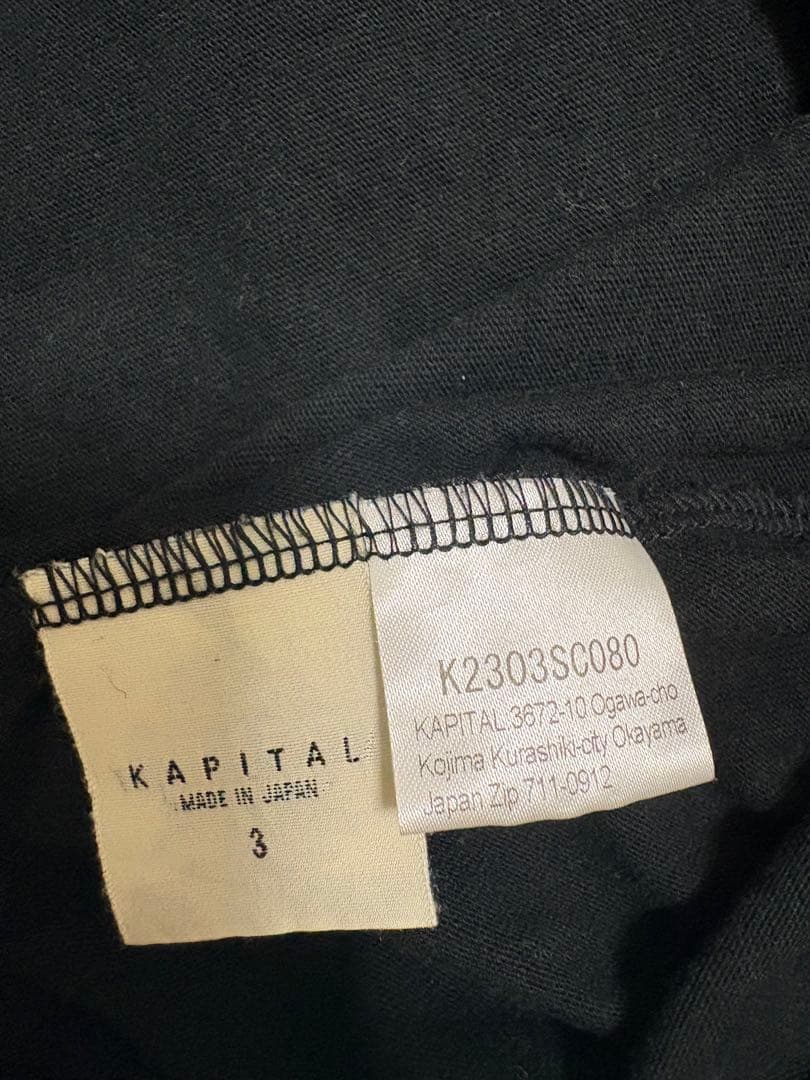 KAPITAL
MADE IN JAPAN
3
K2303SC080
KAPITAL 3672-10 Ogawa-cho
Kojima Kurashiki-city Okayama
Japan Zip 711-0912